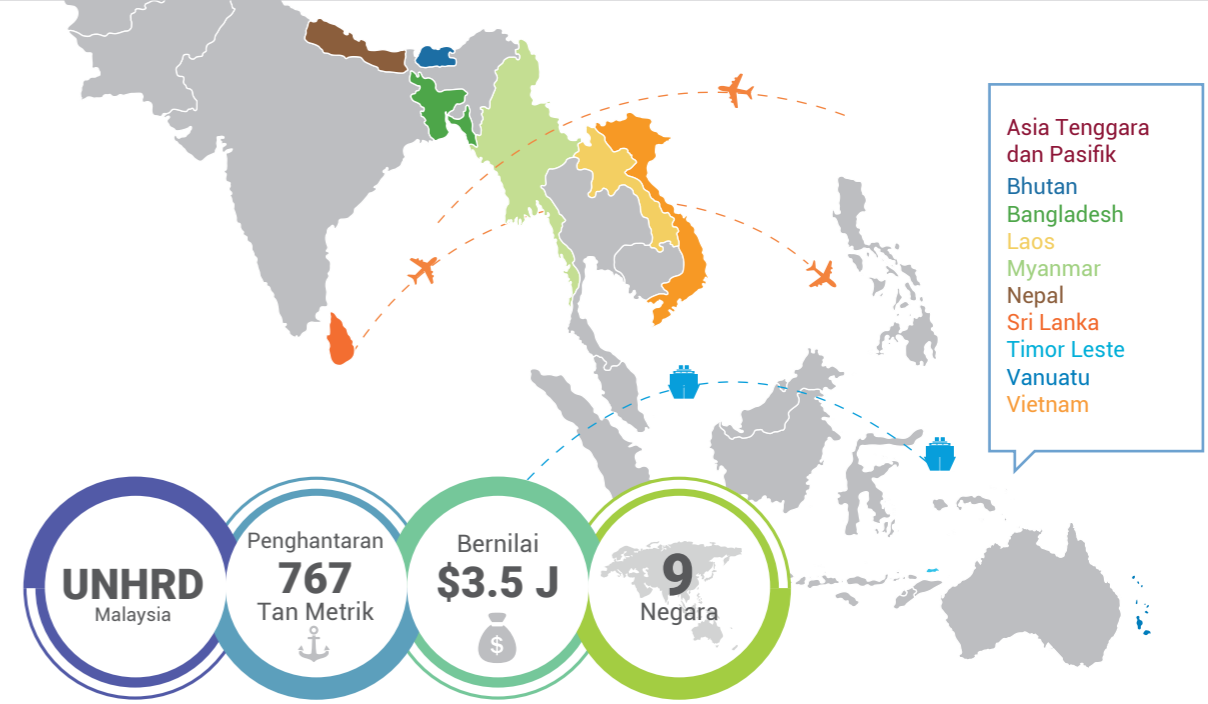 Asia Tenggara
dan Pasifik
Bhutan
Bangladesh
Laos
Myanmar
Nepal
Sri Lanka
Timor Leste
Vanuatu
Vietnam
UNHRD
Malaysia
Penghantaran
767
Tan Metrik
Bernilai
$3.5 J
$
9
Negara